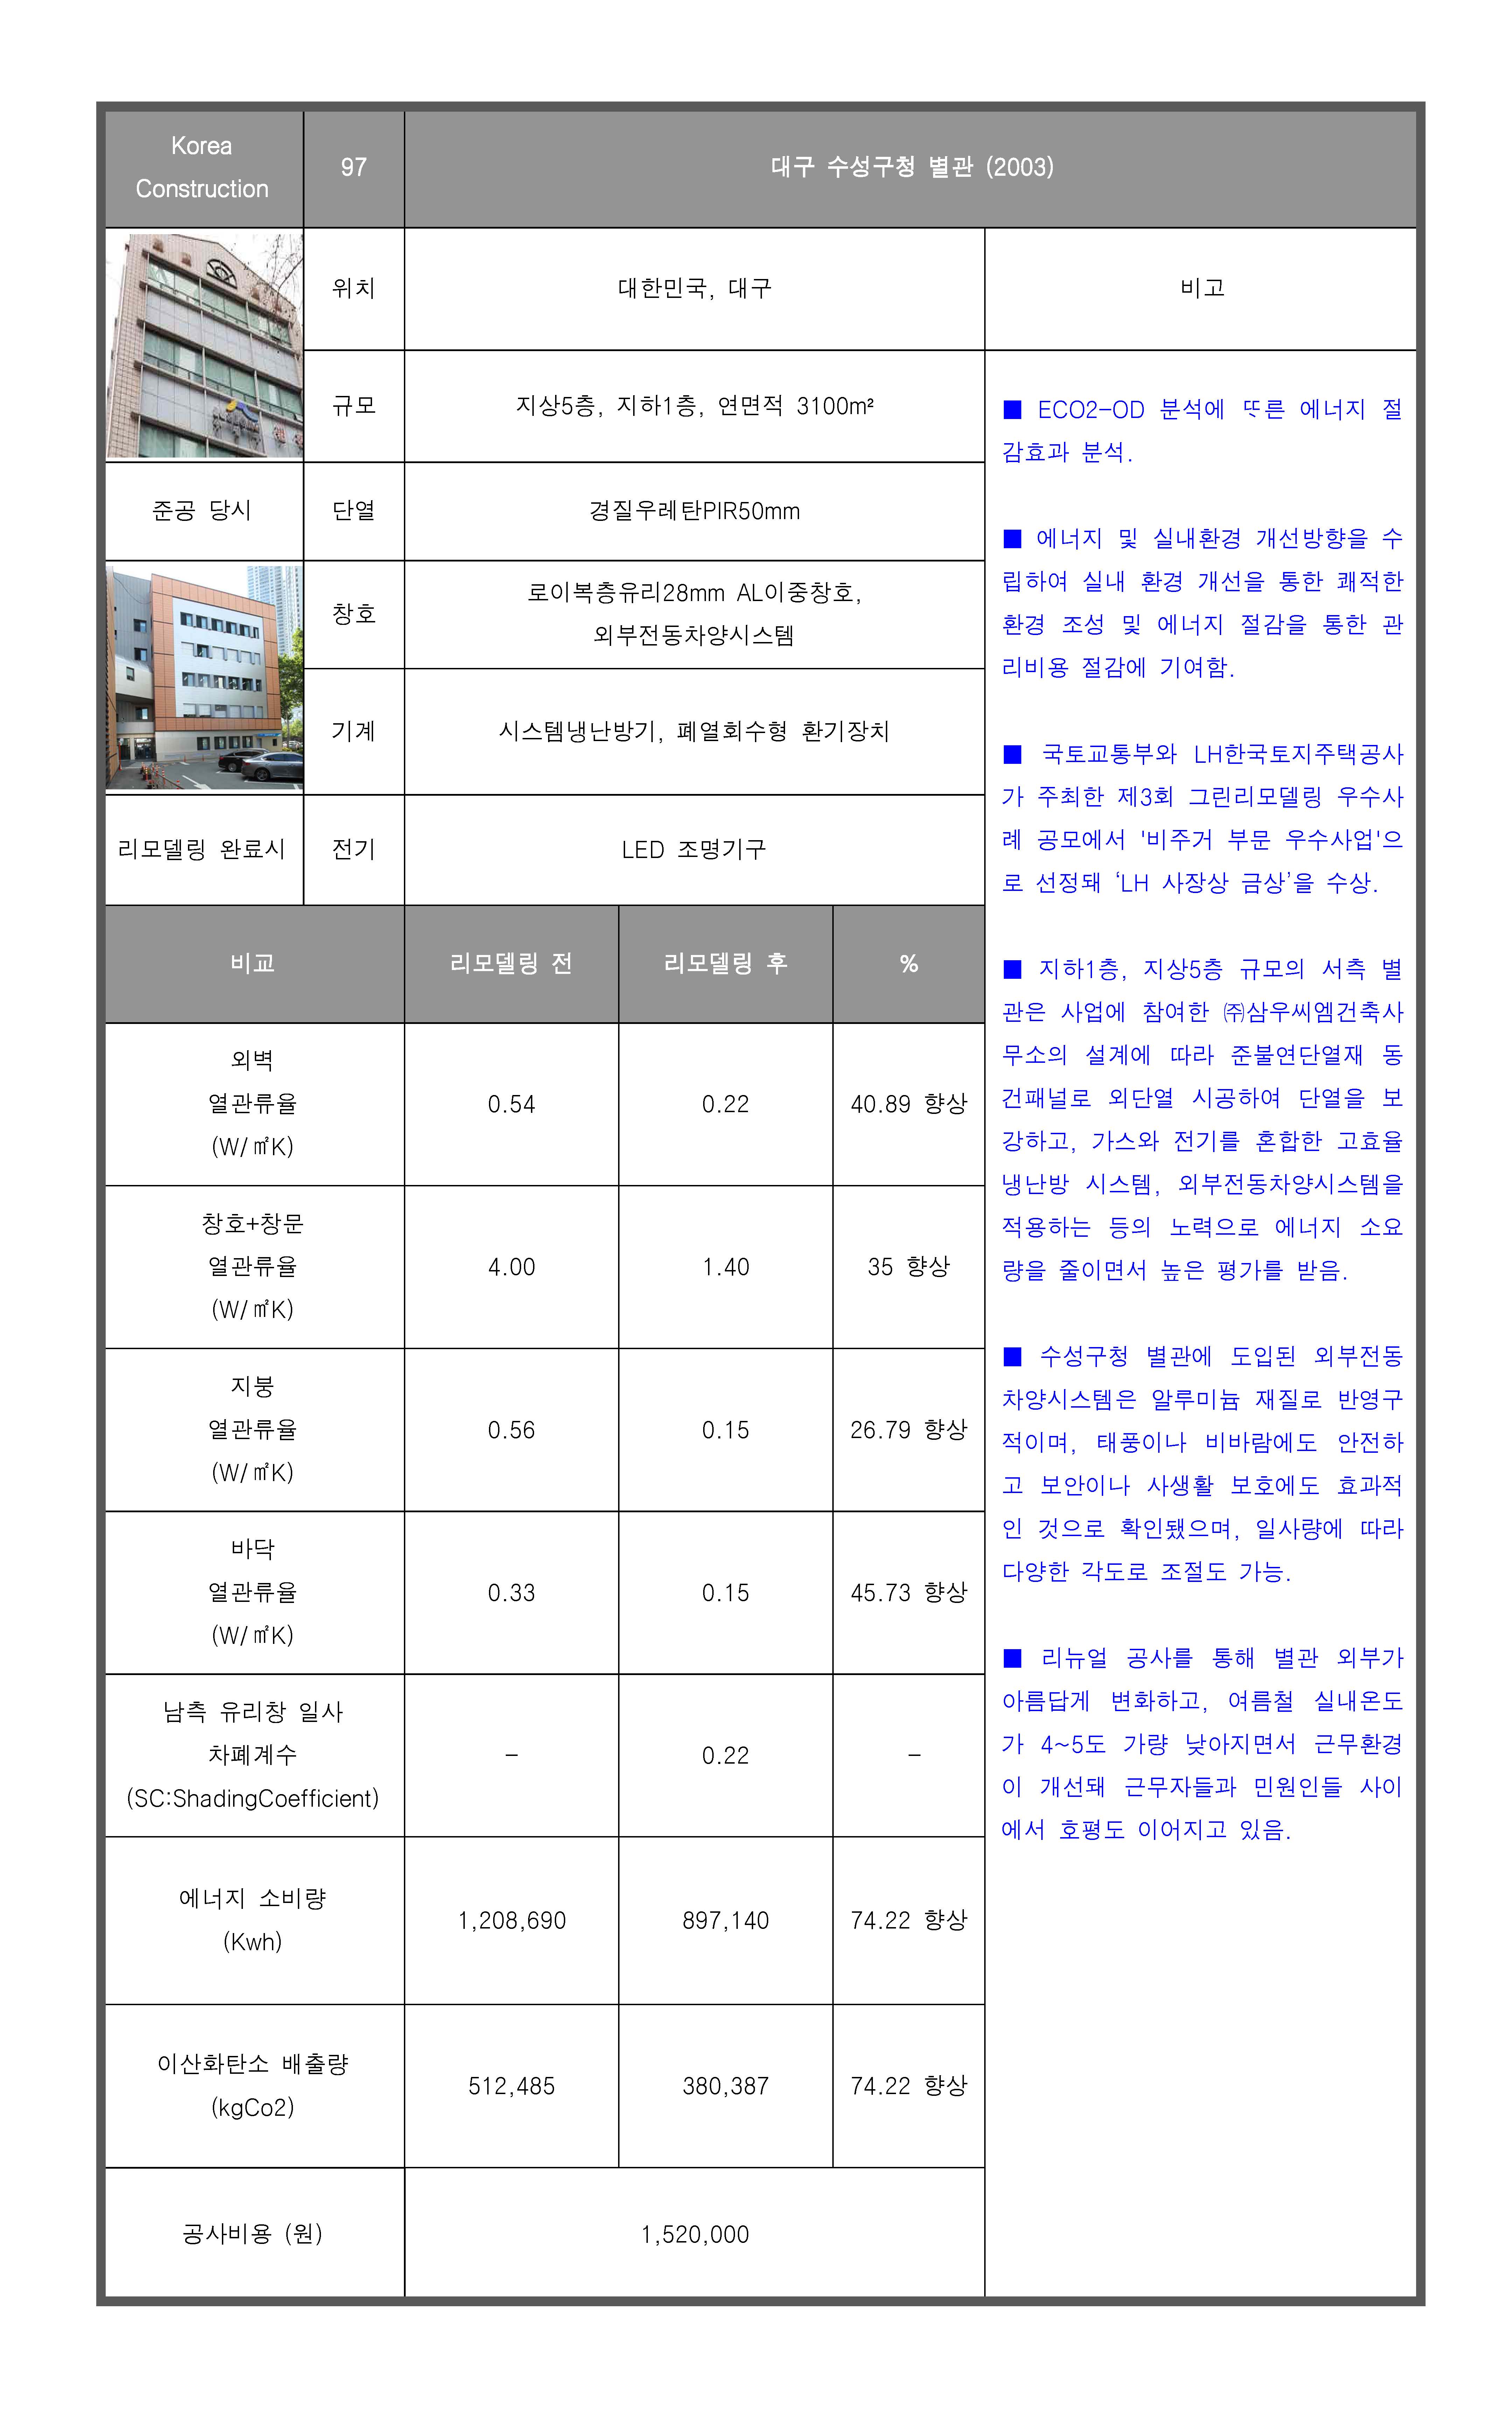 Korea
Construction
97
대구 수성구청 별관 (2003)
위치
대한민국, 대구
비고
규모
지상5층, 지하1층, 연면적 3100m²
준공 당시
단열
경질우레탄PIR50mm
창호
로이복층유리28mm AL이중창호,
외부전동차양시스템
기계
시스템냉난방기, 폐열회수형 환기장치
리모델링 완료시
전기
LED 조명기구
비교
리모델링 전
리모델링 후
%
외벽
열관류율
(W/㎡K)
0.54
0.22
40.89 향상
창호+창문
열관류율
(W/㎡K)
4.00
1.40
35 향상
지붕
열관류율
(W/㎡K)
0.56
0.15
26.79 향상
바닥
열관류율
(W/㎡K)
0.33
0.15
45.73 향상
남측 유리창 일사
차폐계수
(SC:ShadingCoefficient)
-
0.22
-
에너지 소비량
(Kwh)
1,208,690
897,140
74.22 향상
이산화탄소 배출량
(kgCo2)
512,485
380,387
74.22 향상
공사비용 (원)
1,520,000
■ ECO2-OD 분석에 ᄄᆞ른 에너지 절
감효과 분석.
■ 에너지 및 실내환경 개선방향을 수
립하여 실내 환경 개선을 통한 쾌적한
환경 조성 및 에너지 절감을 통한 관
리비용 절감에 기여함.
■ 국토교통부와 LH한국토지주택공사
가 주최한 제3회 그린리모델링 우수사
례 공모에서 '비주거 부문 우수사업'으
로 선정돼 ‘LH 사장상 금상’을 수상.
■ 지하1층, 지상5층 규모의 서측 별
관은 사업에 참여한 ㈜삼우씨엠건축사
무소의 설계에 따라 준불연단열재 동
건패널로 외단열 시공하여 단열을 보
강하고, 가스와 전기를 혼합한 고효율
냉난방 시스템, 외부전동차양시스템을
적용하는 등의 노력으로 에너지 소요
량을 줄이면서 높은 평가를 받음.
■ 수성구청 별관에 도입된 외부전동
차양시스템은 알루미늄 재질로 반영구
적이며, 태풍이나 비바람에도 안전하
고 보안이나 사생활 보호에도 효과적
인 것으로 확인됐으며, 일사량에 따라
다양한 각도로 조절도 가능.
■ 리뉴얼 공사를 통해 별관 외부가
아름답게 변화하고, 여름철 실내온도
가 4~5도 가량 낮아지면서 근무환경
이 개선돼 근무자들과 민원인들 사이
에서 호평도 이어지고 있음.